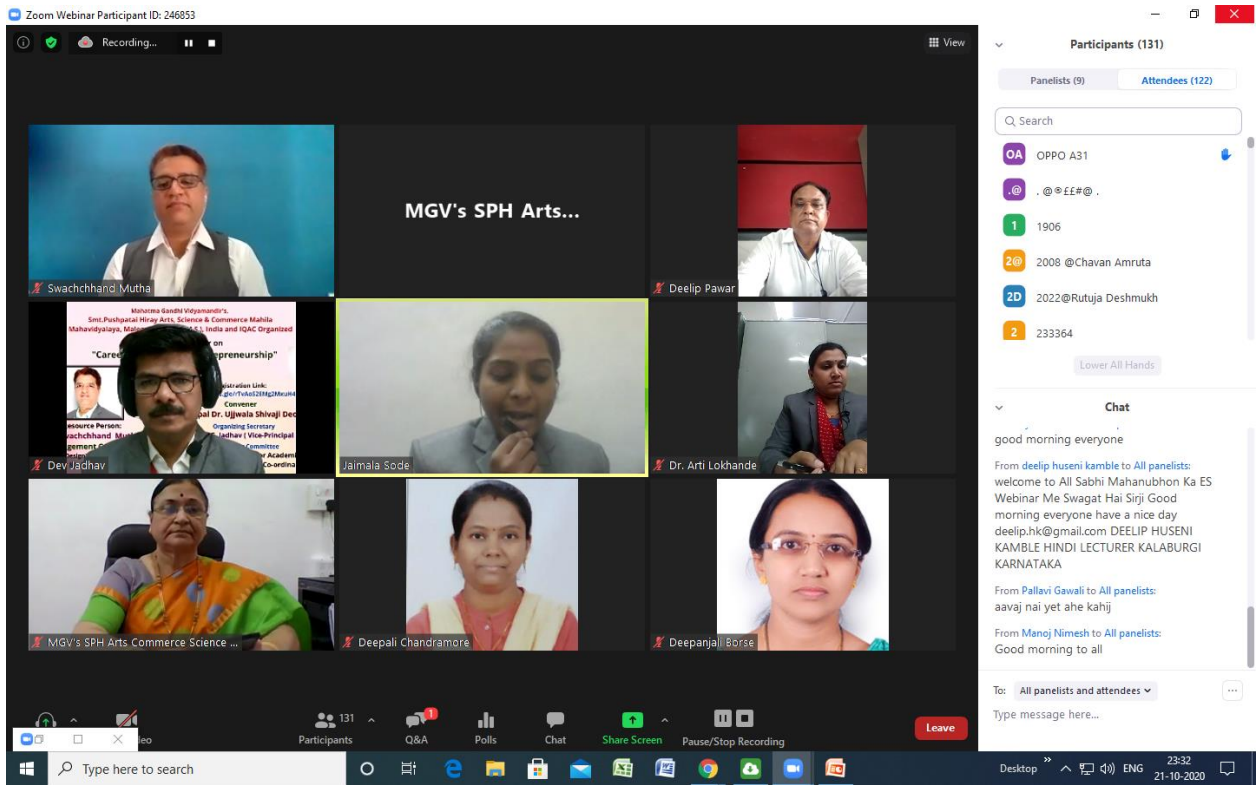 Zoom Webinar Participant ID: 246853
Recording...
View
Swachchhand Mutha
MGV's SPH Arts...
Deelip Pawar
Mahatma Gandhi Vidyamandir's,
Smt.Pushpatai Hiray Arts, Science & Commerce Mahila
India and IQAC Organized
on
"Caree
preneurship"
gistration Link:
Convener
pal Dr. Ujjwala Shivaji Deo
Organizing Secretary
Jadhav ( Vice-Principal
esource Person:
Committee
Dev Jadhav
Jaimala Sode
Dr. Arti Lokhande
MGV's SPH Arts Commerce Science ...
Deepali Chandramore
Deepanjali Borse
131
Participants
1
Q&A
Polls
Chat
Share Screen
Pause/Stop Recording
Leave
eo
Participants (131)
Panelists (9)
Attendees (122)
Search
OA OPPO A31
.@ . @®££#@ .
1 1906
2@ 2008 @Chavan Amruta
2D 2022@Rutuja Deshmukh
2 233364
Lower All Hands
Chat
good morning everyone
From deelip huseni kamble to All panelists:
welcome to All Sabhi Mahanubhon Ka ES
Webinar Me Swagat Hai Sirji Good
morning everyone have a nice day
deelip.hk@gmail.com DEELIP HUSENI
KAMBLE HINDI LECTURER KALABURGI
KARNATAKA
From Pallavi Gawali to All panelists:
aavaj nai yet ahe kahij
From Manoj Nimesh to All panelists:
Good morning to all
To: All panelists and attendees
Type message here...
Type here to search
Desktop
ENG
23:32
21-10-2020